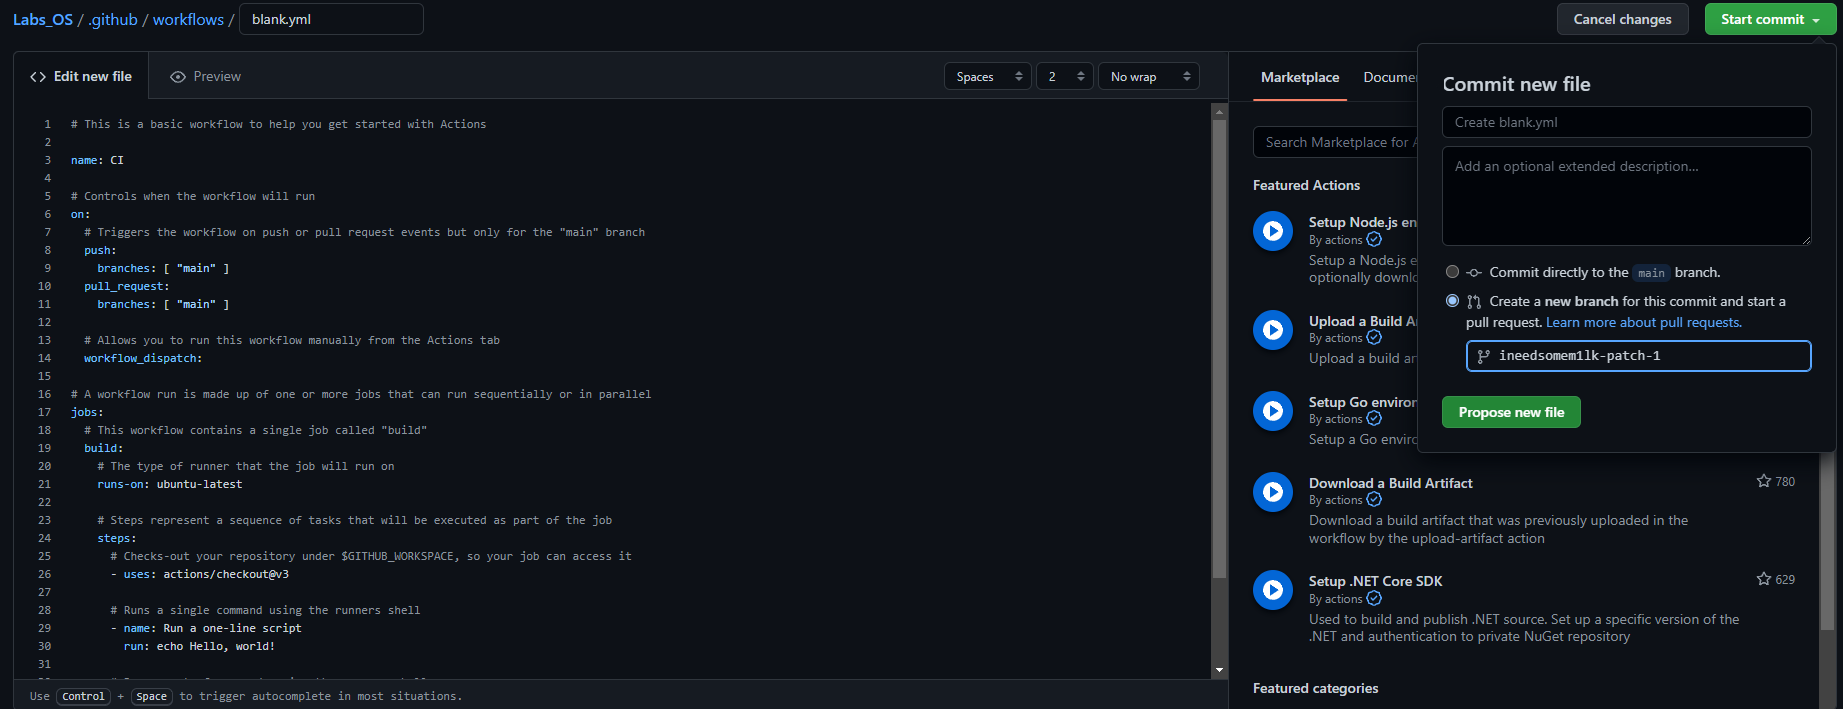 Labs_OS / .github / workflows / blank.yml
Cancel changes
Start commit
Edit new file
Preview
Spaces
2
No wrap
1 # This is a basic workflow to help you get started with Actions
2
3 name: CI
4
5 # Controls when the workflow will run
6 on:
7 # Triggers the workflow on push or pull request events but only for the "main" branch
8 push:
9 branches: [ "main" ]
10 pull_request:
11 branches: [ "main" ]
12
13 # Allows you to run this workflow manually from the Actions tab
14 workflow_dispatch:
15
16 # A workflow run is made up of one or more jobs that can run sequentially or in parallel
17 jobs:
18 # This workflow contains a single job called "build"
19 build:
20 # The type of runner that the job will run on
21 runs-on: ubuntu-latest
22
23 # Steps represent a sequence of tasks that will be executed as part of the job
24 steps:
25 # Checks-out your repository under $GITHUB_WORKSPACE, so your job can access it
26 - uses: actions/checkout@v3
27
28 # Runs a single command using the runners shell
29 - name: Run a one-line script
30 run: echo Hello, world!
31
Use Control + Space to trigger autocomplete in most situations.
Marketplace
Documen
Search Marketplace for
Featured Actions
Setup Node.js en
By actions
Setup a Node.js e
optionally downlo
Upload a Build A
By actions
Upload a build ar
Setup Go environ
By actions
Setup a Go enviro
Download a Build Artifact
780
By actions
Download a build artifact that was previously uploaded in the
workflow by the upload-artifact action
Setup .NET Core SDK
629
By actions
Used to build and publish .NET source. Set up a specific version of the
.NET and authentication to private NuGet repository
Featured categories
Commit new file
Create blank.yml
Add an optional extended description...
Commit directly to the main branch.
Create a new branch for this commit and start a
pull request. Learn more about pull requests.
ineedsomem1lk-patch-1
Propose new file